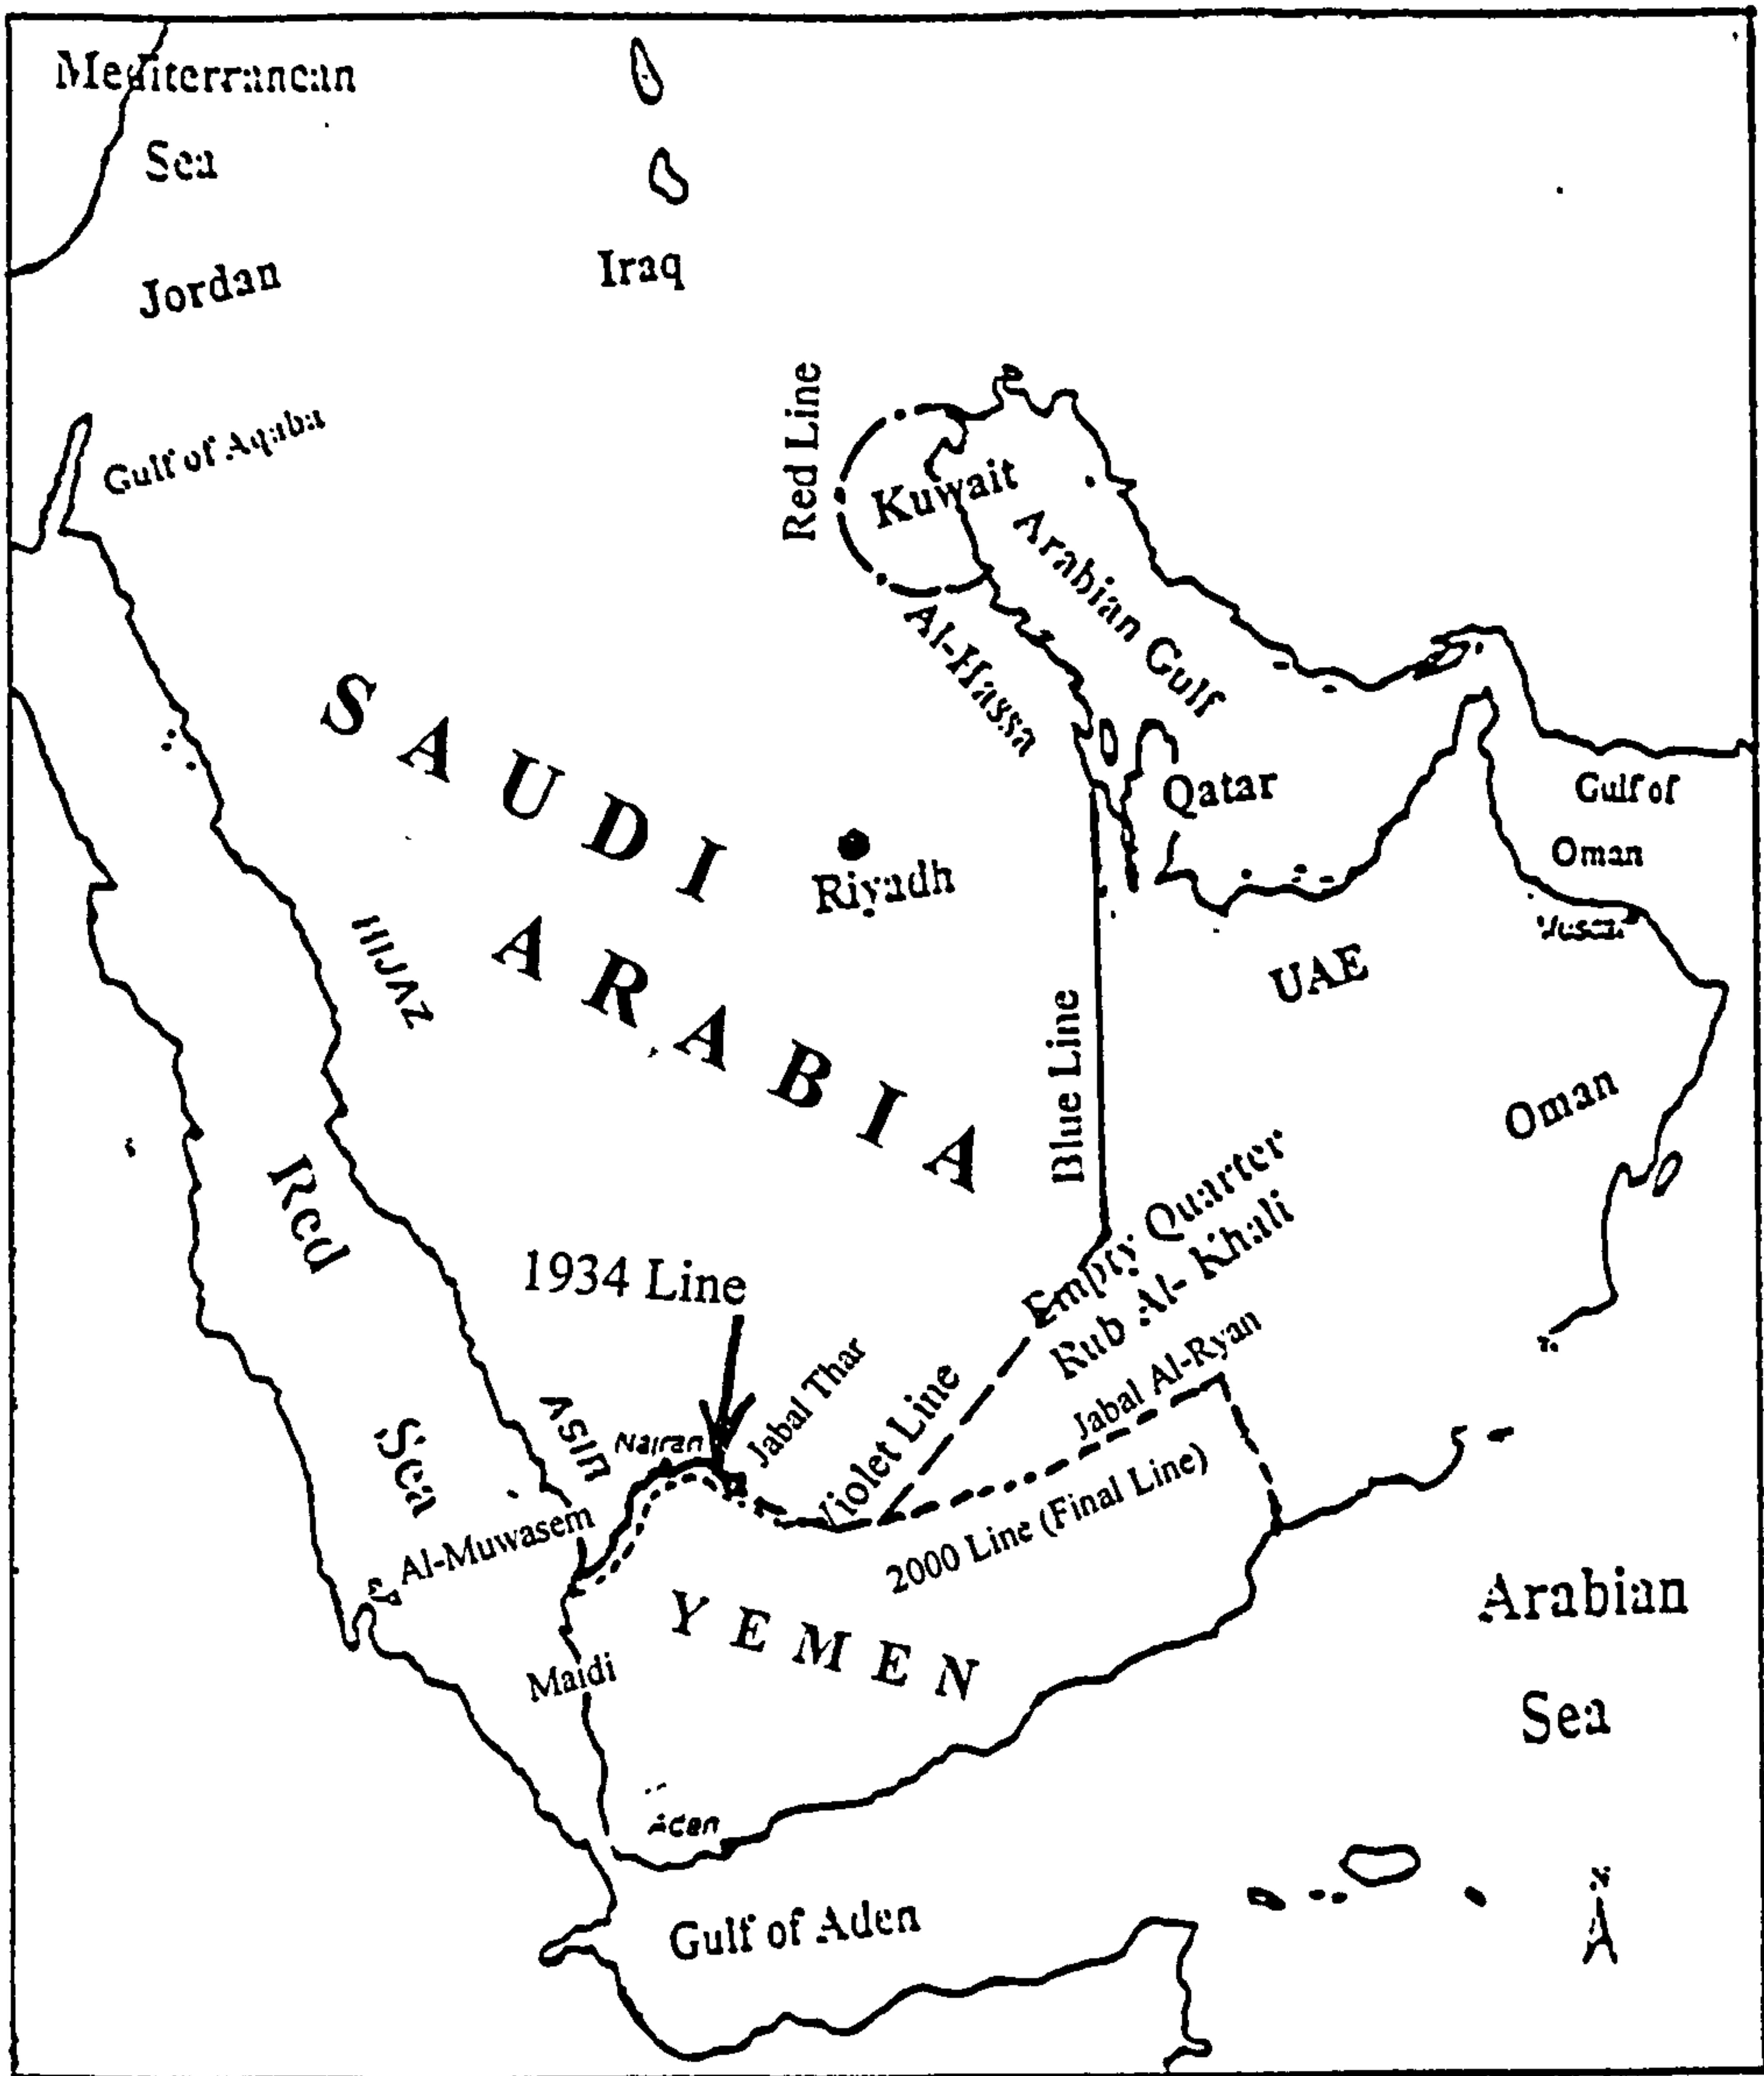 Mediterranean
Sea
Jordan
Iraq
Gulf of Aqaba
Red Line
Kuwait
Arabian Gulf
Al-Hassa
SAUDI
ARABIA
Riyadh
Qatar
Gulf of
Oman
UAE
Oman
HIJAZ
Blue Line
Red
Sea
Empty Quarter
Rub Al-Khali
1934 Line
Jabal Thar
Jabal Al-Ryan
Violet Line
ASIR
Najran
2000 Line (Final Line)
Al-Muwasem
YEMEN
Maidi
Aden
Arabian
Sea
Gulf of Aden
N